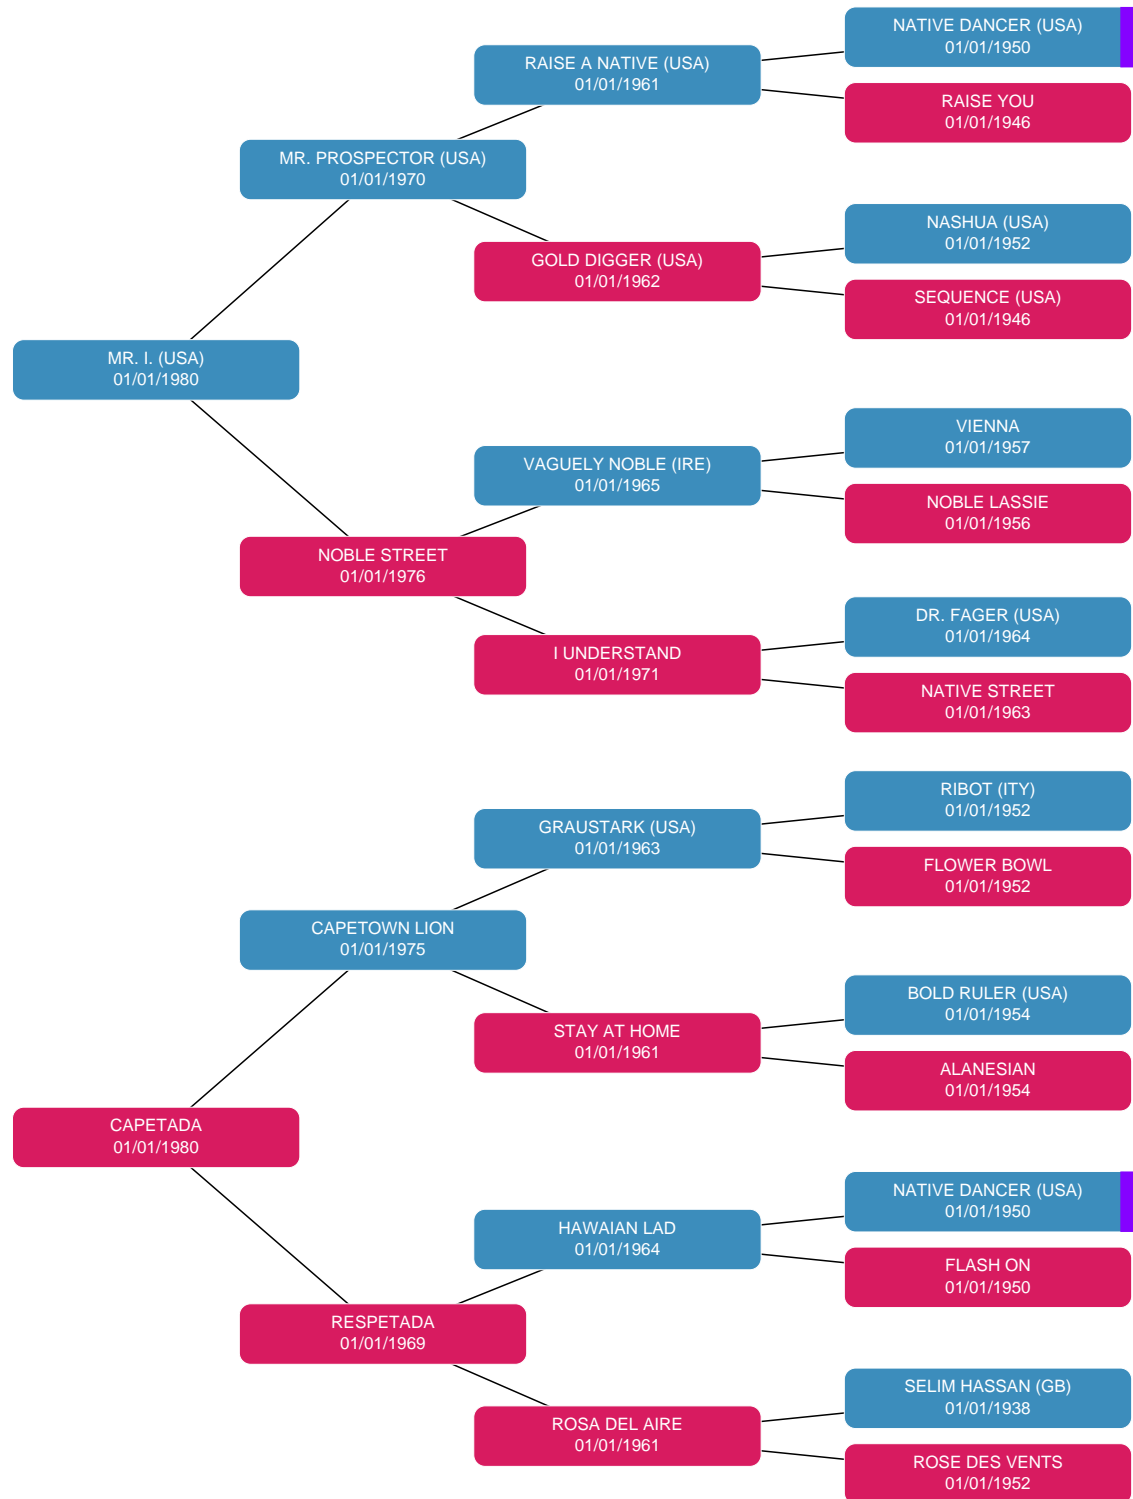 NATIVE DANCER (USA)
01/01/1950
RAISE A NATIVE (USA)
01/01/1961
RAISE YOU
01/01/1946
MR. PROSPECTOR (USA)
01/01/1970
NASHUA (USA)
01/01/1952
GOLD DIGGER (USA)
01/01/1962
SEQUENCE (USA)
01/01/1946
MR. I. (USA)
01/01/1980
VIENNA
01/01/1957
VAGUELY NOBLE (IRE)
01/01/1965
NOBLE LASSIE
01/01/1956
NOBLE STREET
01/01/1976
DR. FAGER (USA)
01/01/1964
I UNDERSTAND
01/01/1971
NATIVE STREET
01/01/1963
RIBOT (ITY)
01/01/1952
GRAUSTARK (USA)
01/01/1963
FLOWER BOWL
01/01/1952
CAPETOWN LION
01/01/1975
BOLD RULER (USA)
01/01/1954
STAY AT HOME
01/01/1961
ALANESIAN
01/01/1954
CAPETADA
01/01/1980
NATIVE DANCER (USA)
01/01/1950
HAWAIAN LAD
01/01/1964
FLASH ON
01/01/1950
RESPETADA
01/01/1969
SELIM HASSAN (GB)
01/01/1938
ROSA DEL AIRE
01/01/1961
ROSE DES VENTS
01/01/1952